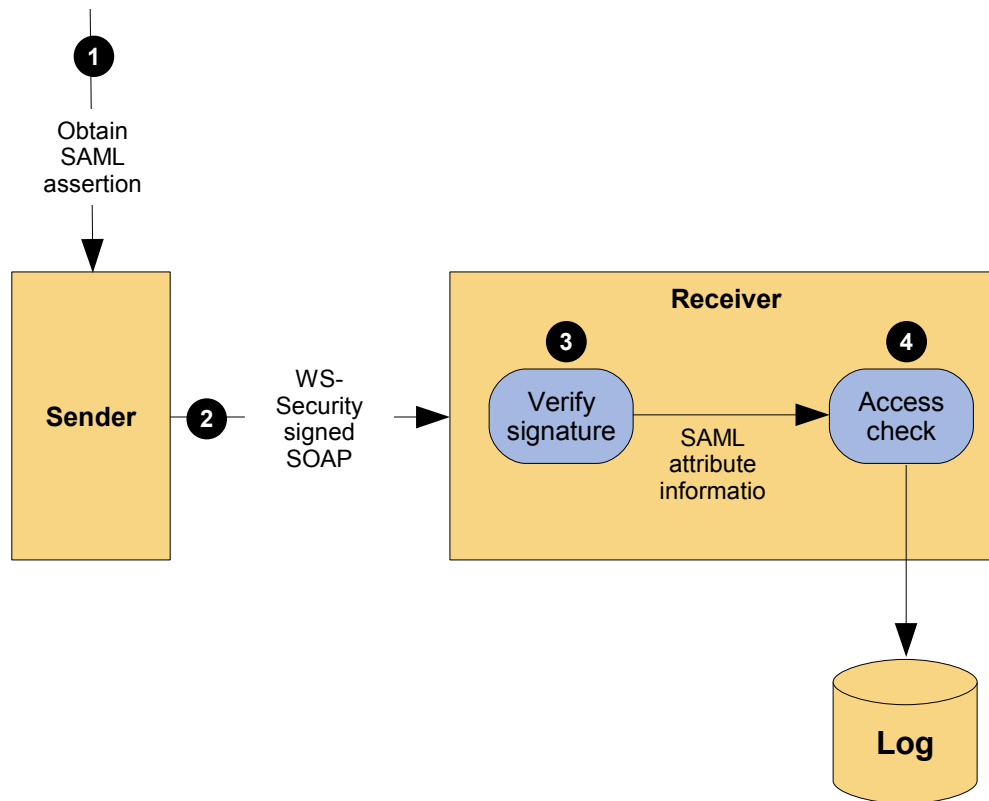 1
Obtain
SAML
assertion
Sender
2
WS-
Security
signed
SOAP
Receiver
3
Verify
signature
SAML
attribute
informatio
4
Access
check
Log